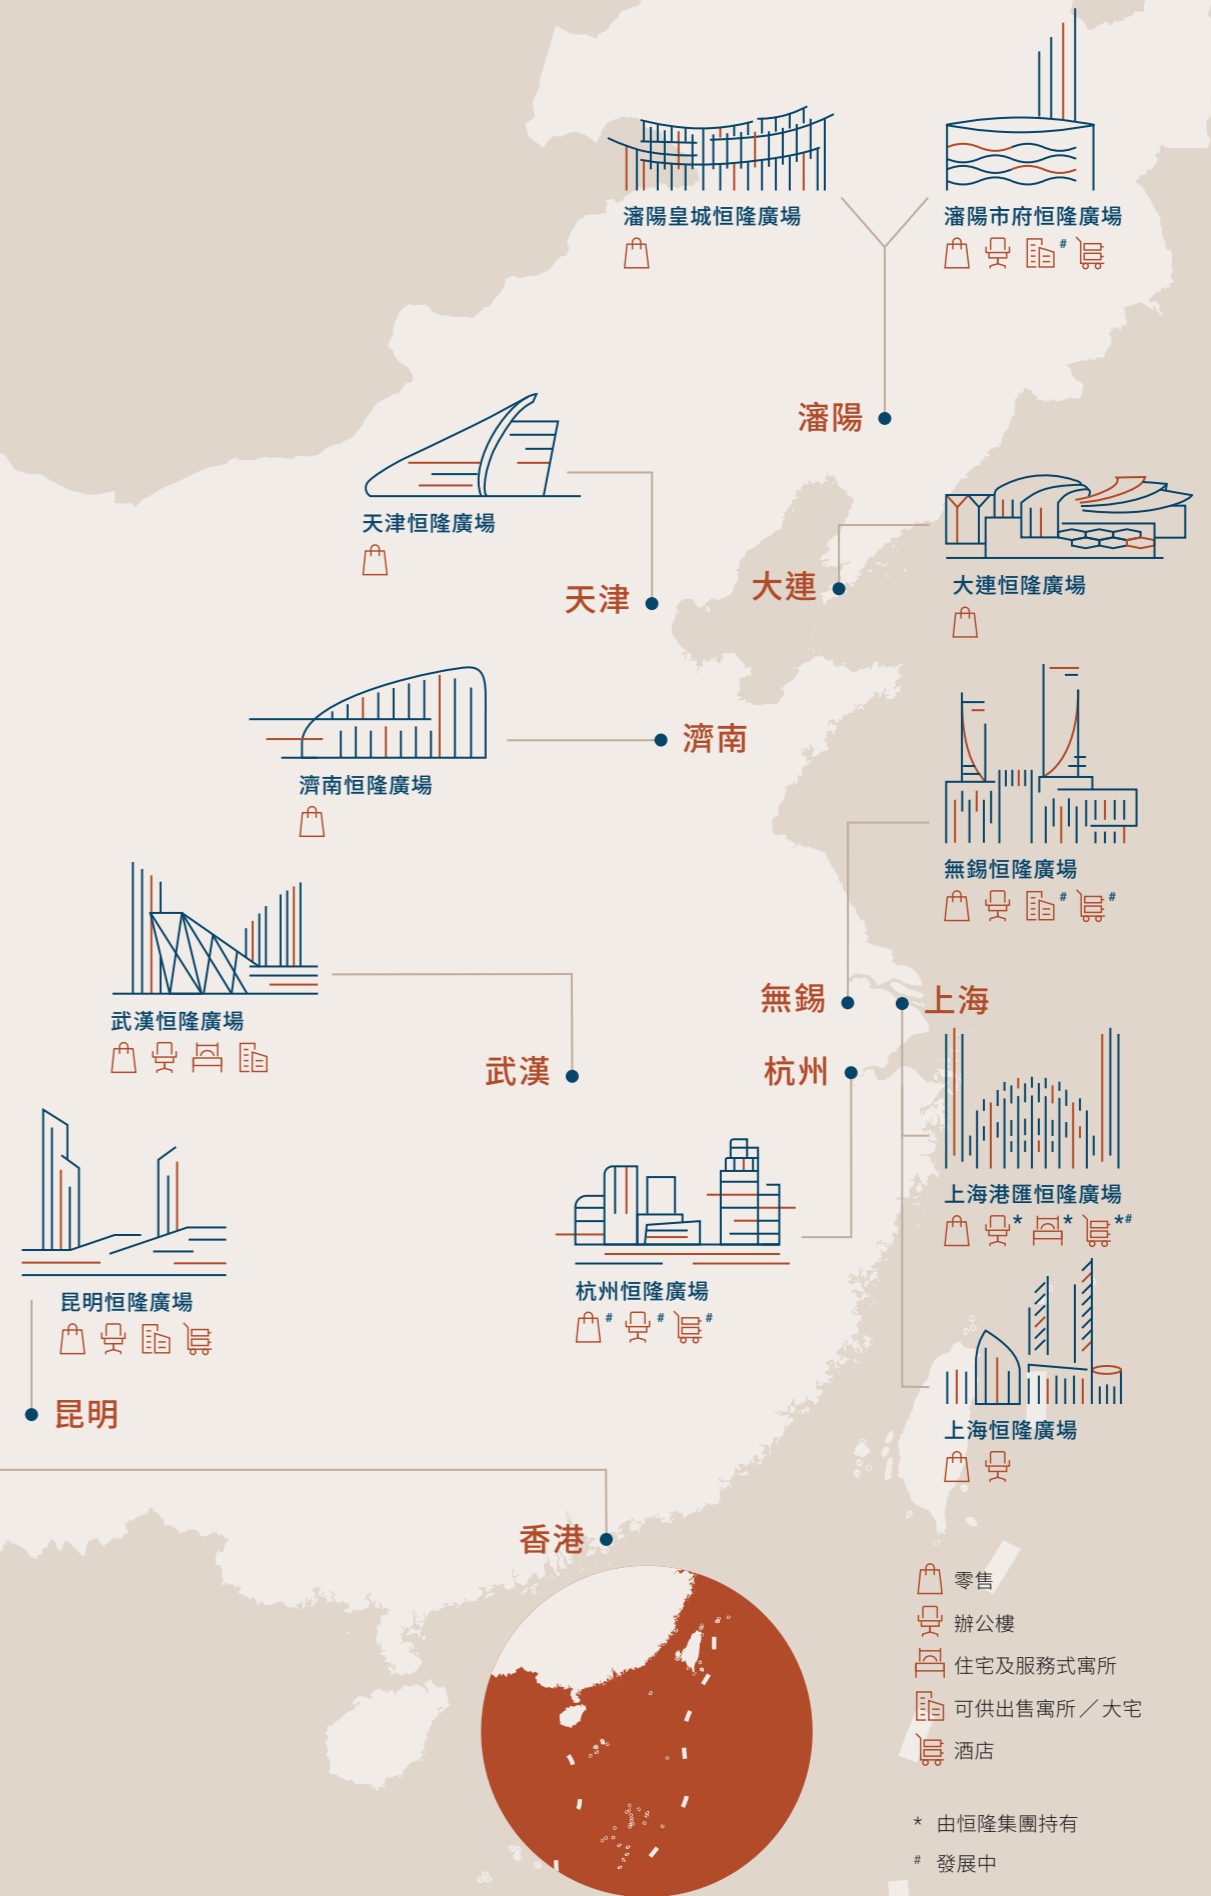 瀋陽皇城恒隆廣場
瀋陽市府恒隆廣場
#
瀋陽
天津恒隆廣場
天津
大連
大連恒隆廣場
濟南
濟南恒隆廣場
無錫恒隆廣場
# #
武漢恒隆廣場
無錫
上海
武漢
杭州
上海港匯恒隆廣場
* * *#
昆明恒隆廣場
杭州恒隆廣場
# # #
昆明
上海恒隆廣場
香港
零售
辦公樓
住宅及服務式寓所
可供出售寓所／大宅
酒店
* 由恒隆集團持有
# 發展中